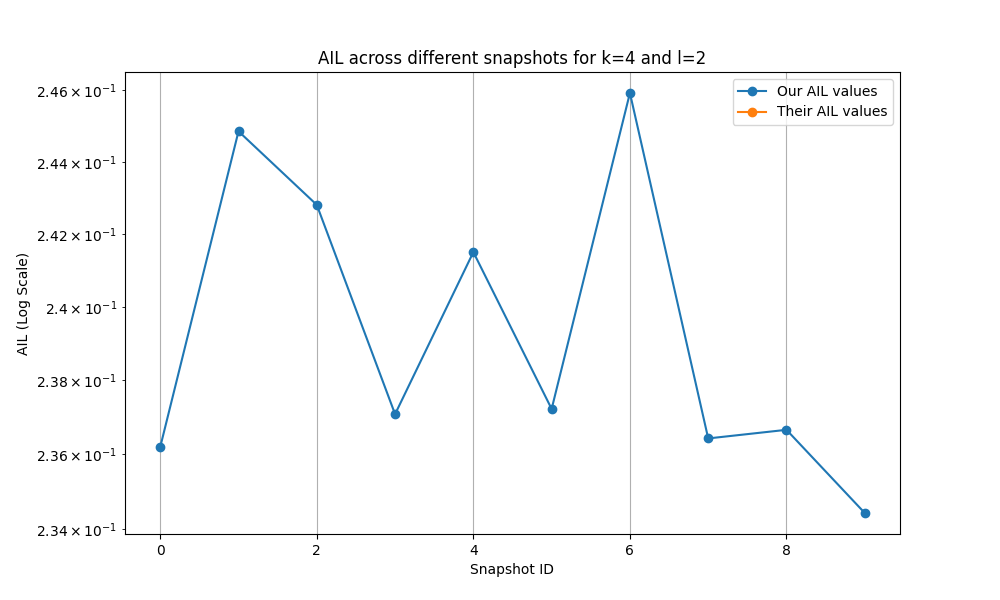 AIL across different snapshots for k=4 and l=2
Our AIL values
Their AIL values
AIL (Log Scale)
2.46 × 10⁻¹
2.44 × 10⁻¹
2.42 × 10⁻¹
2.4 × 10⁻¹
2.38 × 10⁻¹
2.36 × 10⁻¹
2.34 × 10⁻¹
0 2 4 6 8
Snapshot ID